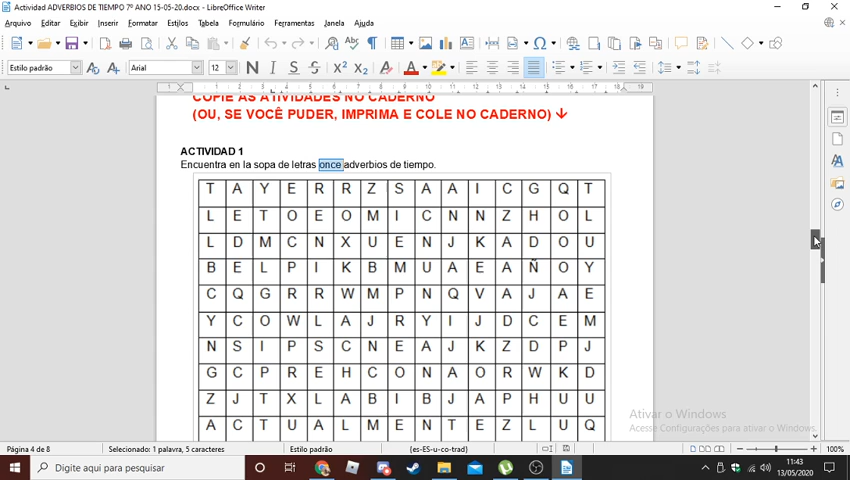 Actividad ADVERBIOS DE TIEMPO 7º ANO 15-05-20.docx - LibreOffice Writer
Arquivo Editar Exibir Inserir Formatar Estilos Tabela Formulário Ferramentas Janela Ajuda
Estilo padrão Arial 12
COPIE AS ATIVIDADES NO CADERNO
(OU, SE VOCÊ PUDER, IMPRIMA E COLE NO CADERNO) ↓
ACTIVIDAD 1
Encuentra en la sopa de letras once adverbios de tiempo.
T A Y E R R Z S A A I C G Q T
L E T O E O M I C N N Z H O L
L D M C N X U E N J K A D O U
B E L P I K B M U A E A Ñ O Y
C Q G R R W M P N Q V A J A E
Y C O W L A J R Y I J D C E M
N S I P S C N E A J K Z D P J
G C P R E H C O N A O R W K D
Z J T X L A B I B J A P H U U
A C T U A L M E N T E Z L U Q
Ativar o Windows
Acesse Configurações para ativar o Windows.
Página 4 de 8 Selecionado: 1 palavra, 5 caracteres Estilo padrão {es-ES-u-co-trad} 100%
Digite aqui para pesquisar
11:43
13/05/2020